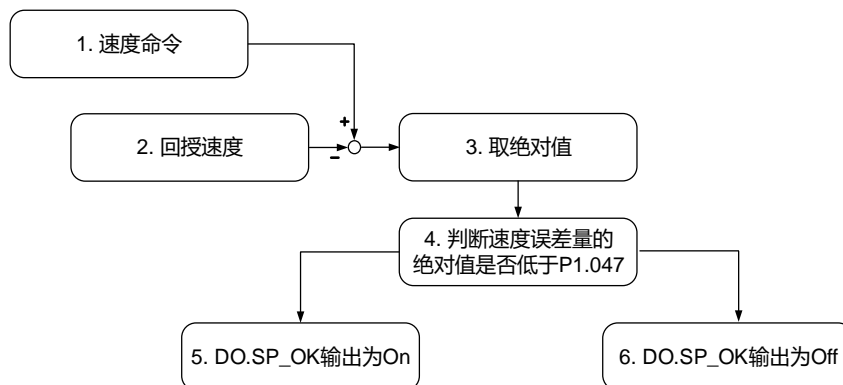 1. 速度命令
+
2. 回授速度
-
3. 取绝对值
4. 判断速度误差量的
绝对值是否低于P1.047
5. DO.SP_OK输出为On
6. DO.SP_OK输出为Off